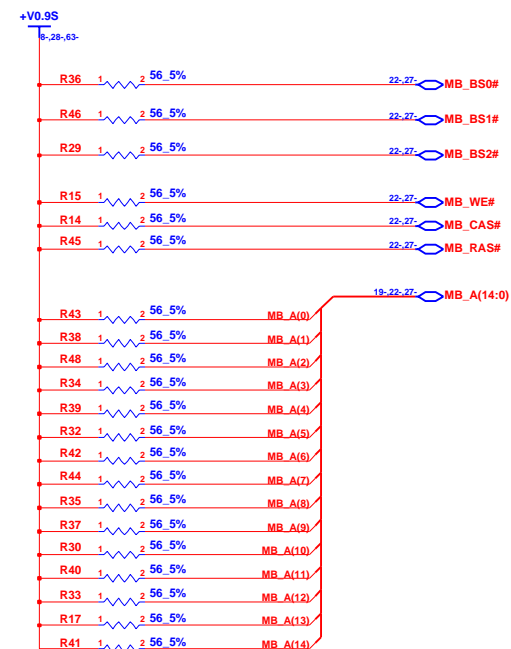 +V0.9S
8-,28-,63-
R36 1 2 56_5% 22-,27- MB_BS0#
R46 1 2 56_5% 22-,27- MB_BS1#
R29 1 2 56_5% 22-,27- MB_BS2#
R15 1 2 56_5% 22-,27- MB_WE#
R14 1 2 56_5% 22-,27- MB_CAS#
R45 1 2 56_5% 22-,27- MB_RAS#
19-,22-,27- MB_A(14:0)
R43 1 2 56_5% MB_A(0)
R38 1 2 56_5% MB_A(1)
R48 1 2 56_5% MB_A(2)
R34 1 2 56_5% MB_A(3)
R39 1 2 56_5% MB_A(4)
R32 1 2 56_5% MB_A(5)
R42 1 2 56_5% MB_A(6)
R44 1 2 56_5% MB_A(7)
R35 1 2 56_5% MB_A(8)
R37 1 2 56_5% MB_A(9)
R30 1 2 56_5% MB_A(10)
R40 1 2 56_5% MB_A(11)
R33 1 2 56_5% MB_A(12)
R17 1 2 56_5% MB_A(13)
R41 1 2 56_5% MB_A(14)